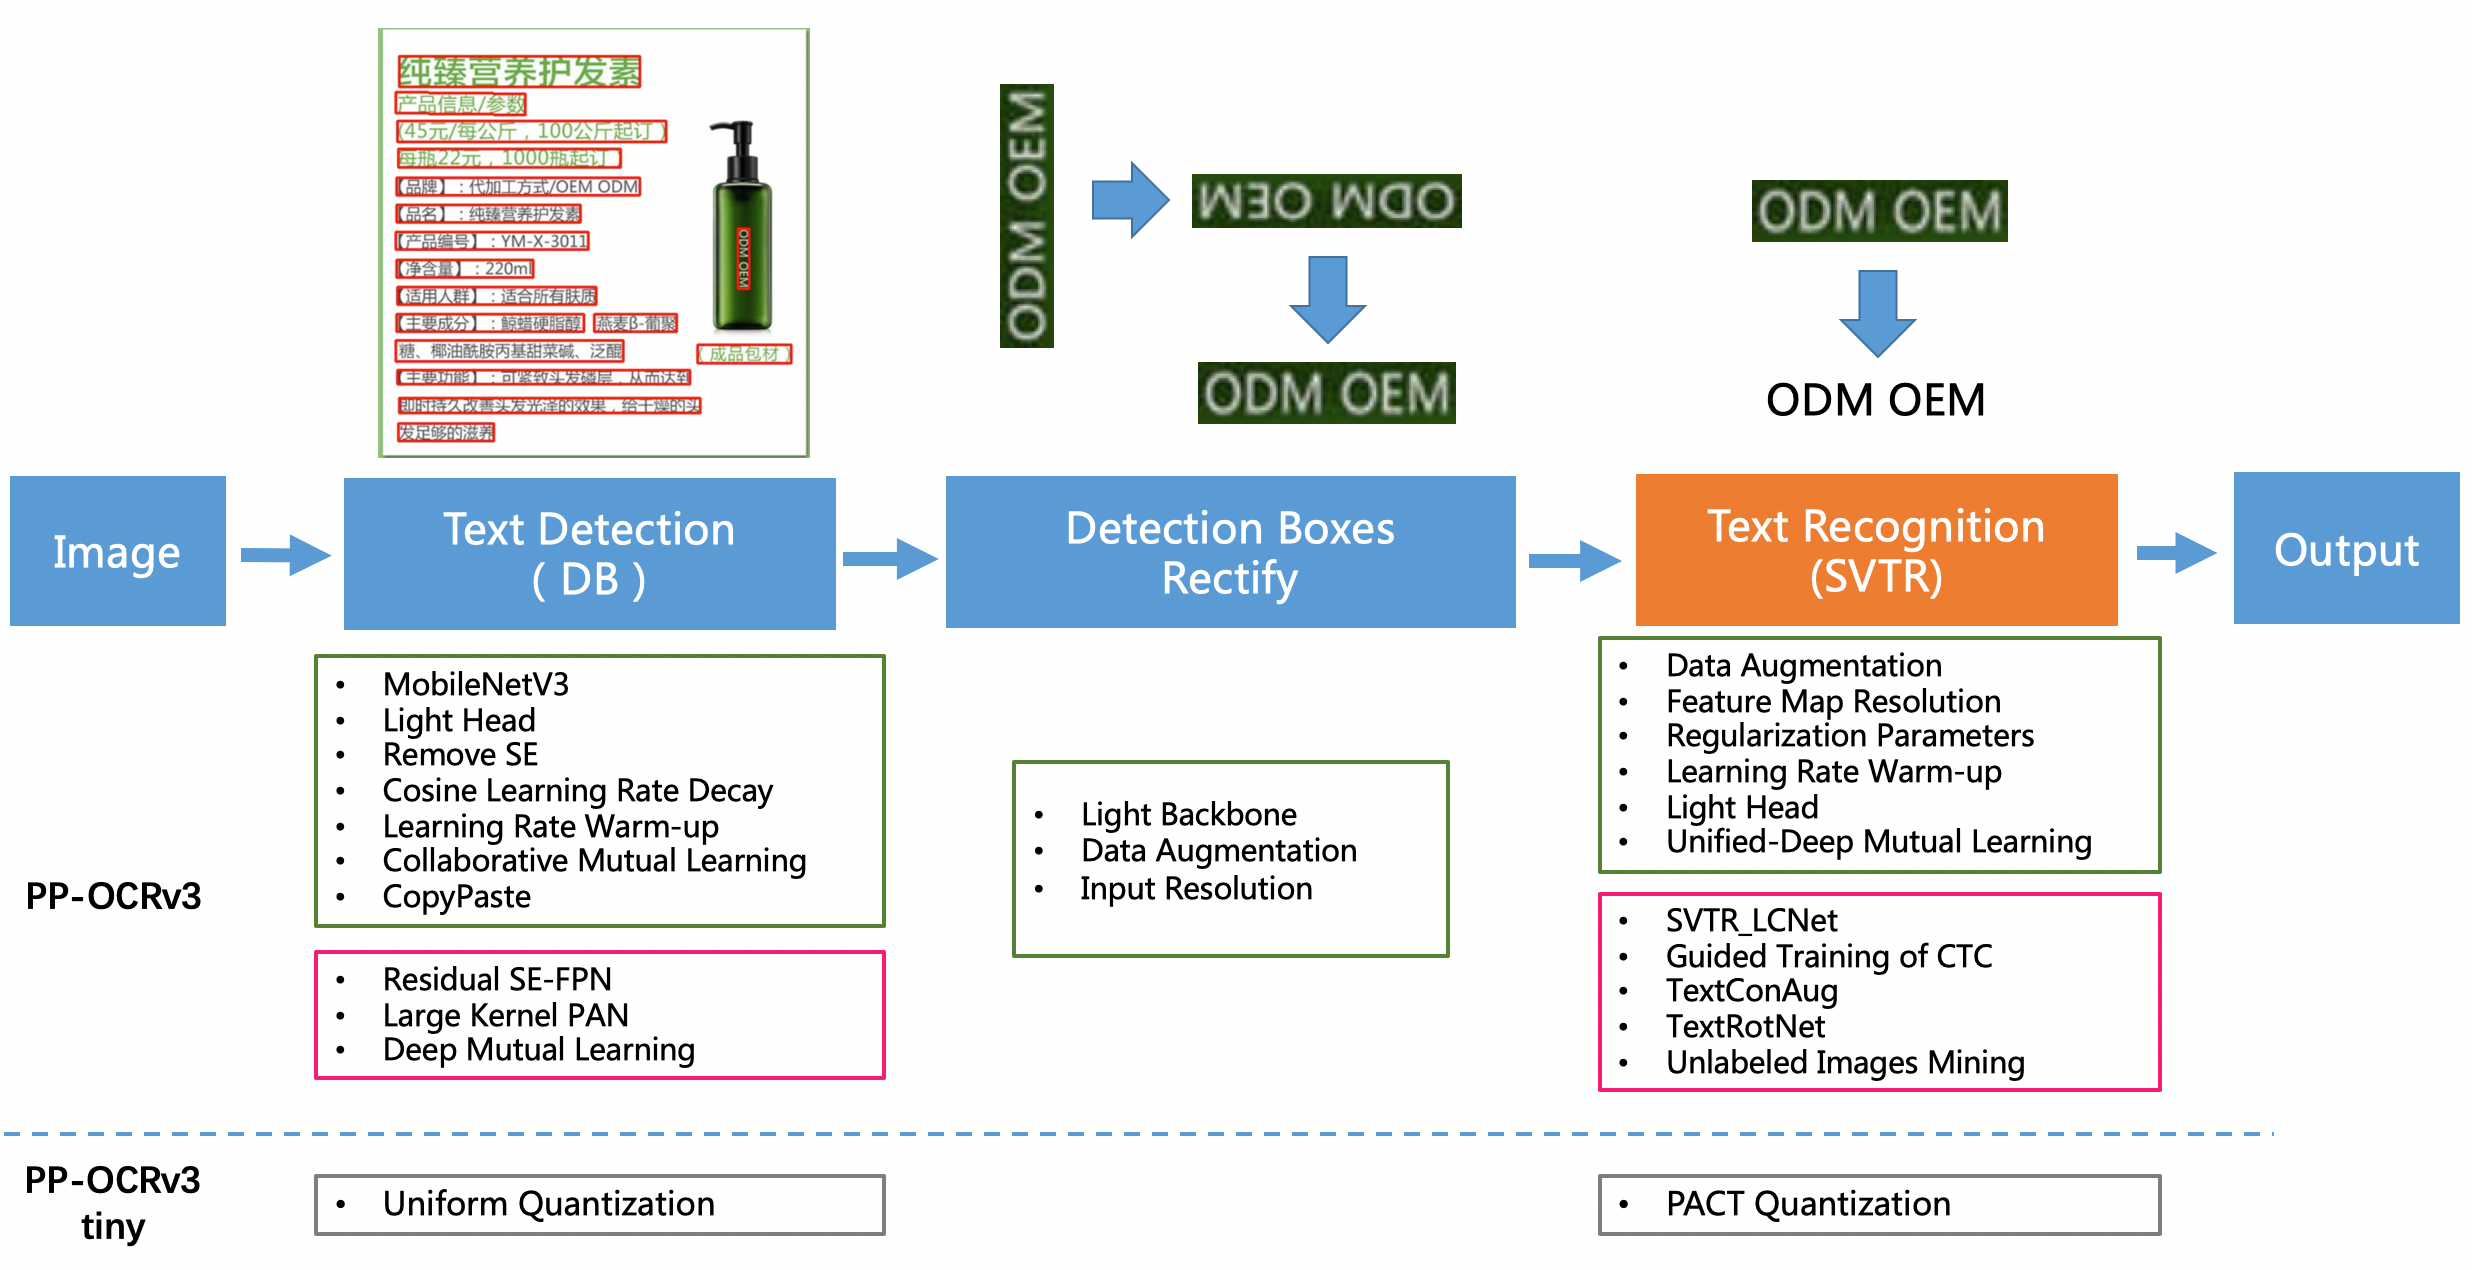 纯臻营养护发素
产品信息/参数
(45元/每公斤，100公斤起订)
每瓶22元，1000瓶起订)
【品牌】：代加工方式/OEM ODM
【品名】：纯臻营养护发素
【产品编号】：YM-X-3011
【净含量】：220ml
【适用人群】：适合所有肤质
【主要成分】：鲸蜡硬脂醇 燕麦β-葡聚
糖、椰油酰胺丙基甜菜碱、泛醌
【主要功能】：可紧致头发磷层，从而达到
即时持久改善头发光泽的效果，给干燥的头
发足够的滋养
ODM OEM
(成品包材)
ODM OEM
ODM OEM
ODM OEM
ODM OEM
ODM OEM
Image
Text Detection
( DB )
Detection Boxes
Rectify
Text Recognition
(SVTR)
Output
PP-OCRv3
• MobileNetV3
• Light Head
• Remove SE
• Cosine Learning Rate Decay
• Learning Rate Warm-up
• Collaborative Mutual Learning
• CopyPaste
• Residual SE-FPN
• Large Kernel PAN
• Deep Mutual Learning
• Light Backbone
• Data Augmentation
• Input Resolution
• Data Augmentation
• Feature Map Resolution
• Regularization Parameters
• Learning Rate Warm-up
• Light Head
• Unified-Deep Mutual Learning
• SVTR_LCNet
• Guided Training of CTC
• TextConAug
• TextRotNet
• Unlabeled Images Mining
PP-OCRv3
tiny
• Uniform Quantization
• PACT Quantization